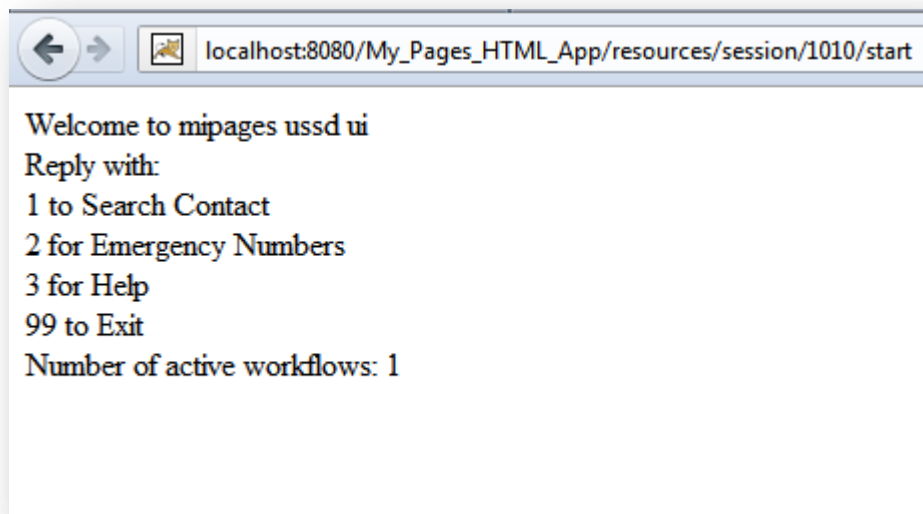 localhost:8080/My_Pages_HTML_App/resources/session/1010/start
Welcome to mipages ussd ui
Reply with:
1 to Search Contact
2 for Emergency Numbers
3 for Help
99 to Exit
Number of active workflows: 1